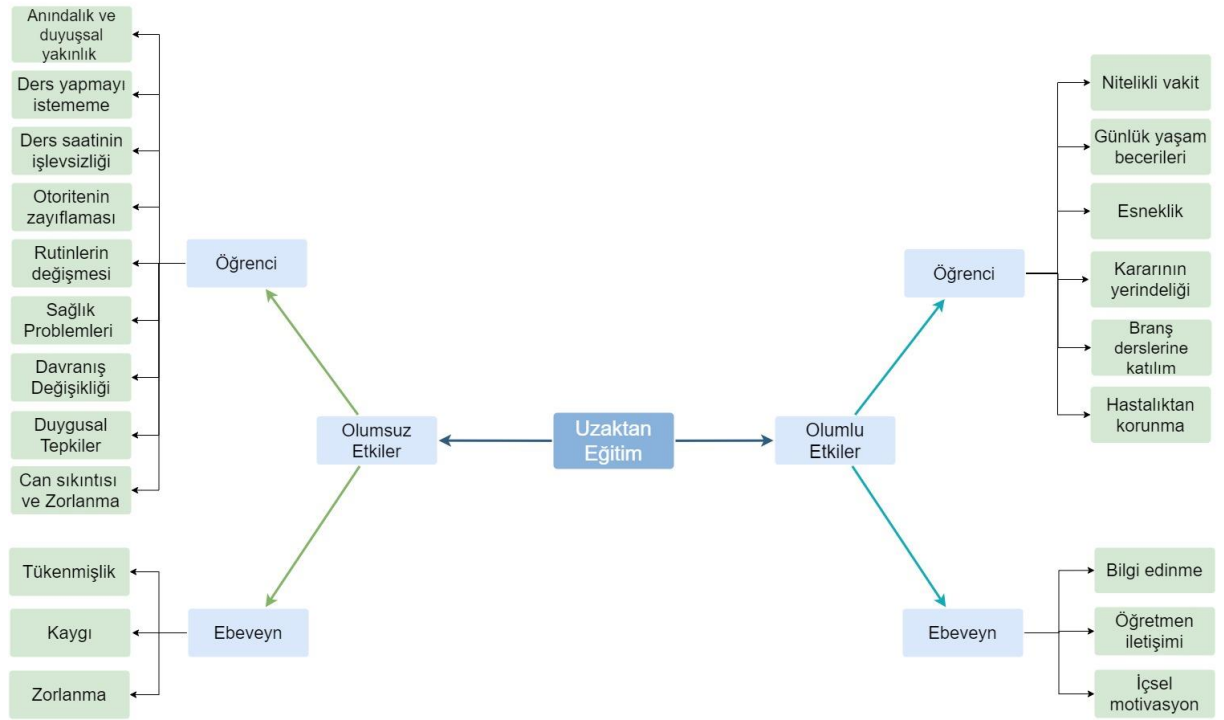 Anındalık ve
duyuşsal
yakınlık
Ders yapmayı
istememe
Ders saatinin
işlevsizliği
Otoritenin
zayıflaması
Rutinlerin
değişmesi
Sağlık
Problemleri
Davranış
Değişikliği
Duygusal
Tepkiler
Can sıkıntısı
ve Zorlanma
Öğrenci
Olumsuz
Etkiler
Tükenmişlik
Kaygı
Zorlanma
Ebeveyn
Uzaktan
Eğitim
Olumlu
Etkiler
Öğrenci
Nitelikli vakit
Günlük yaşam
becerileri
Esneklik
Kararının
yerindeliği
Branş
derslerine
katılım
Hastalıktan
korunma
Ebeveyn
Bilgi edinme
Öğretmen
iletişimi
İçsel
motivasyon